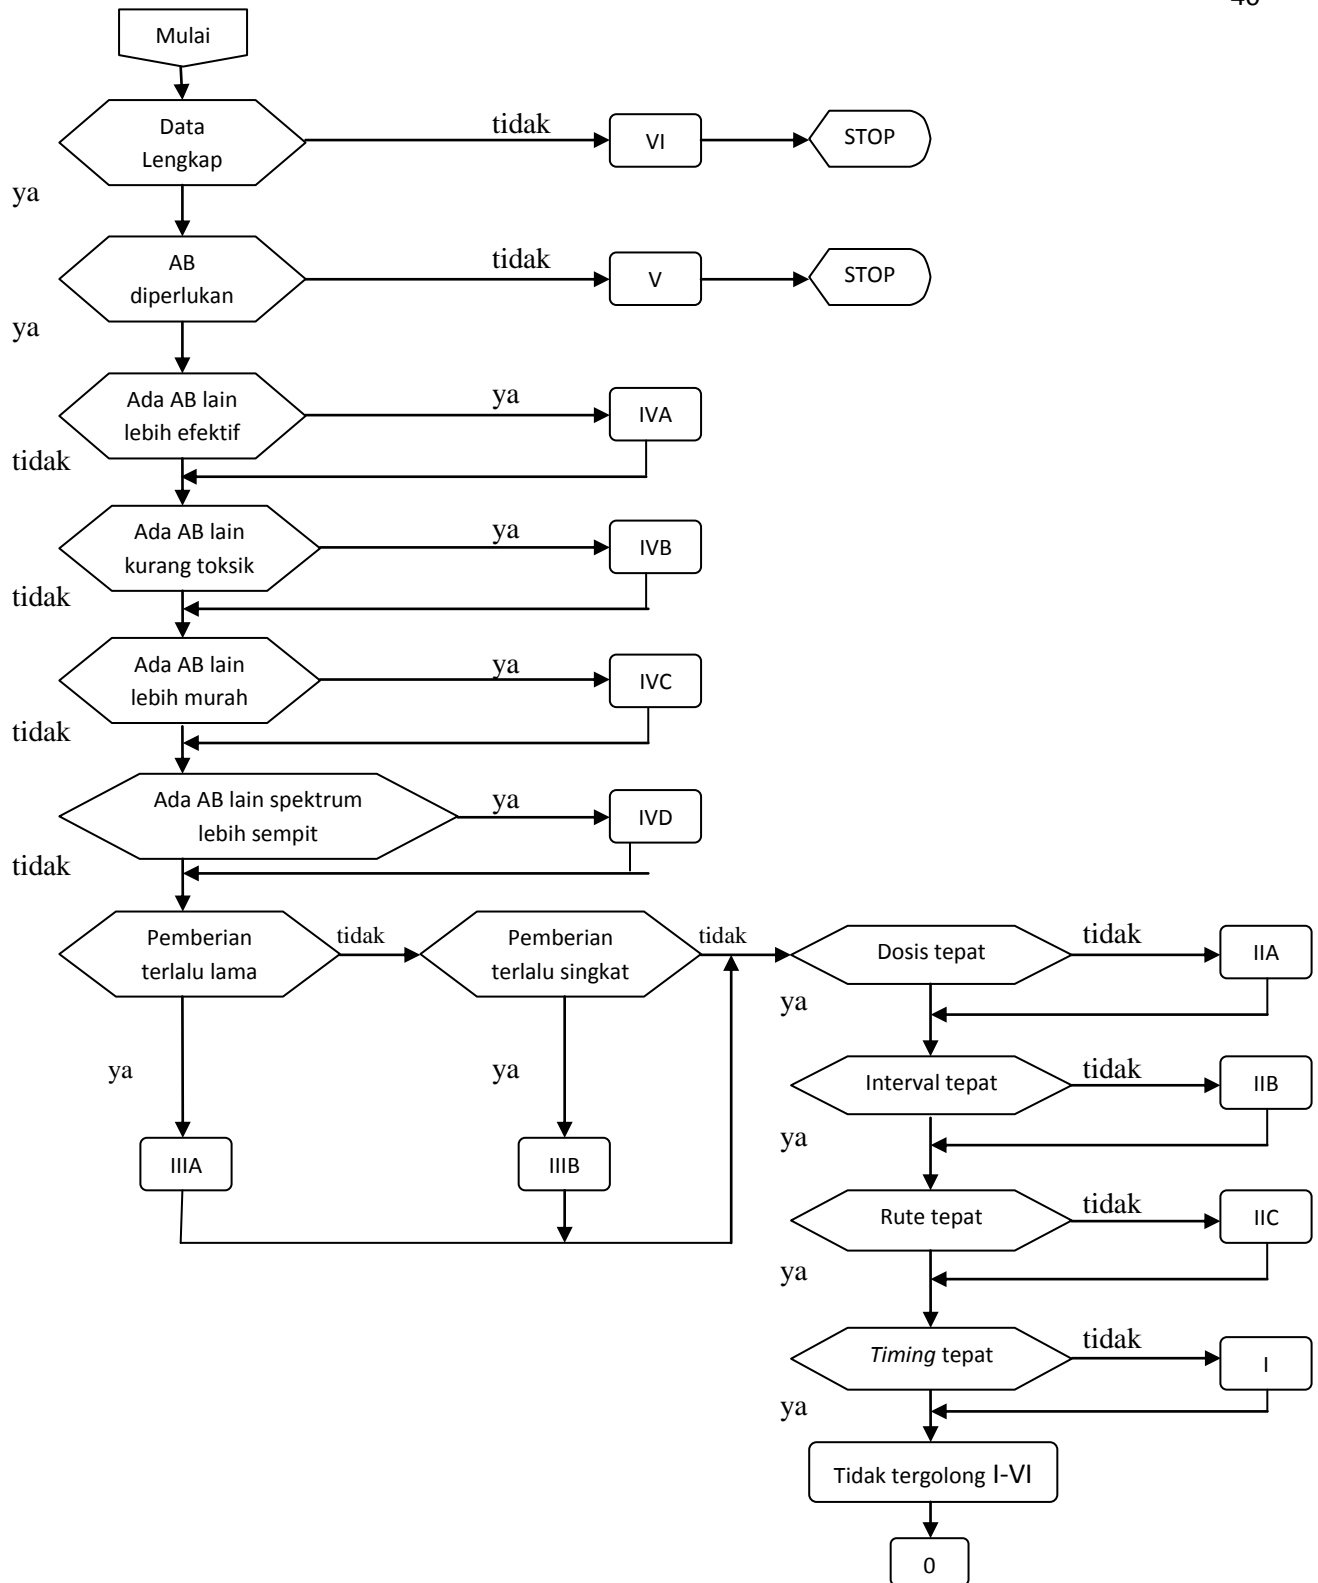 Mulai
Data
Lengkap
tidak
VI
STOP
ya
AB
diperlukan
tidak
V
STOP
ya
Ada AB lain
lebih efektif
ya
IVA
tidak
Ada AB lain
kurang toksik
ya
IVB
tidak
Ada AB lain
lebih murah
ya
IVC
tidak
Ada AB lain spektrum
lebih sempit
ya
IVD
tidak
Pemberian
terlalu lama
tidak
Pemberian
terlalu singkat
tidak
Dosis tepat
tidak
IIA
ya
ya
ya
Interval tepat
tidak
IIB
ya
IIIA
IIIB
Rute tepat
tidak
IIC
ya
Timing tepat
tidak
I
ya
Tidak tergolong I-VI
0